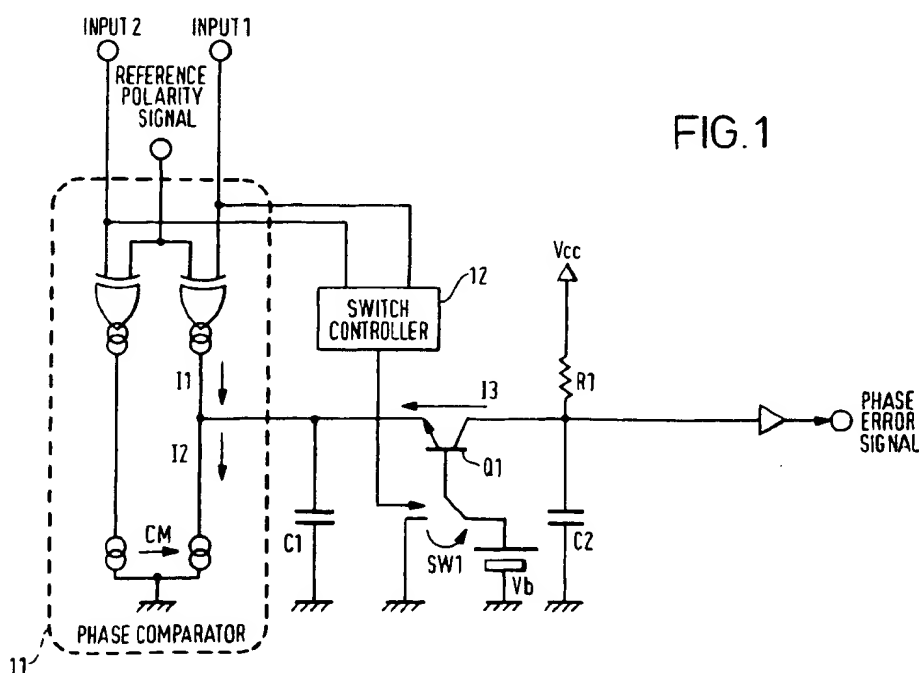 INPUT 2
INPUT 1
REFERENCE
POLARITY
SIGNAL
FIG.1
Vcc
12
SWITCH
CONTROLLER
I1
I3
R1
PHASE
ERROR
SIGNAL
I2
Q1
CM
C1
SW1
Vb
C2
PHASE COMPARATOR
11